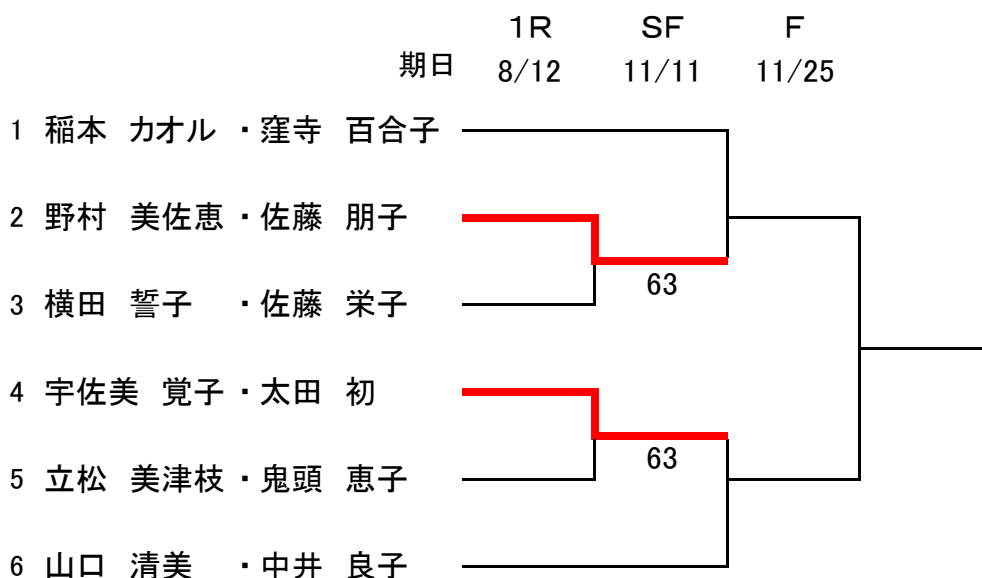 1R SF F
期日 8/12 11/11 11/25
1 稲本 カオル ・窪寺 百合子
2 野村 美佐恵 ・佐藤 朋子
63
3 横田 誓子 ・佐藤 栄子
4 宇佐美 覚子 ・太田 初
63
5 立松 美津枝 ・鬼頭 恵子
6 山口 清美 ・中井 良子